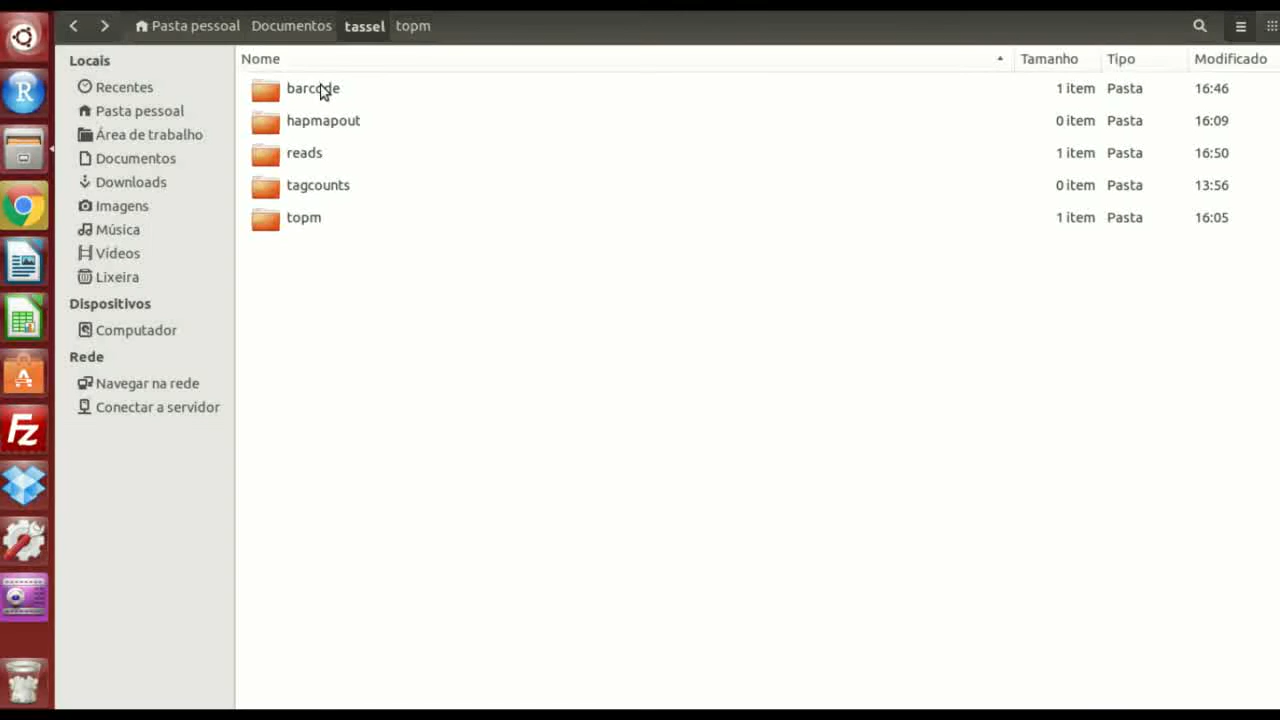 Pasta pessoal Documentos tassel topm
Locais
Recentes
Pasta pessoal
Área de trabalho
Documentos
Downloads
Imagens
Música
Vídeos
Lixeira
Dispositivos
Computador
Rede
Navegar na rede
Conectar a servidor
Nome Tamanho Tipo Modificado
barcode 1 item Pasta 16:46
hapmapout 0 item Pasta 16:09
reads 1 item Pasta 16:50
tagcounts 0 item Pasta 13:56
topm 1 item Pasta 16:05
R
A
Fz